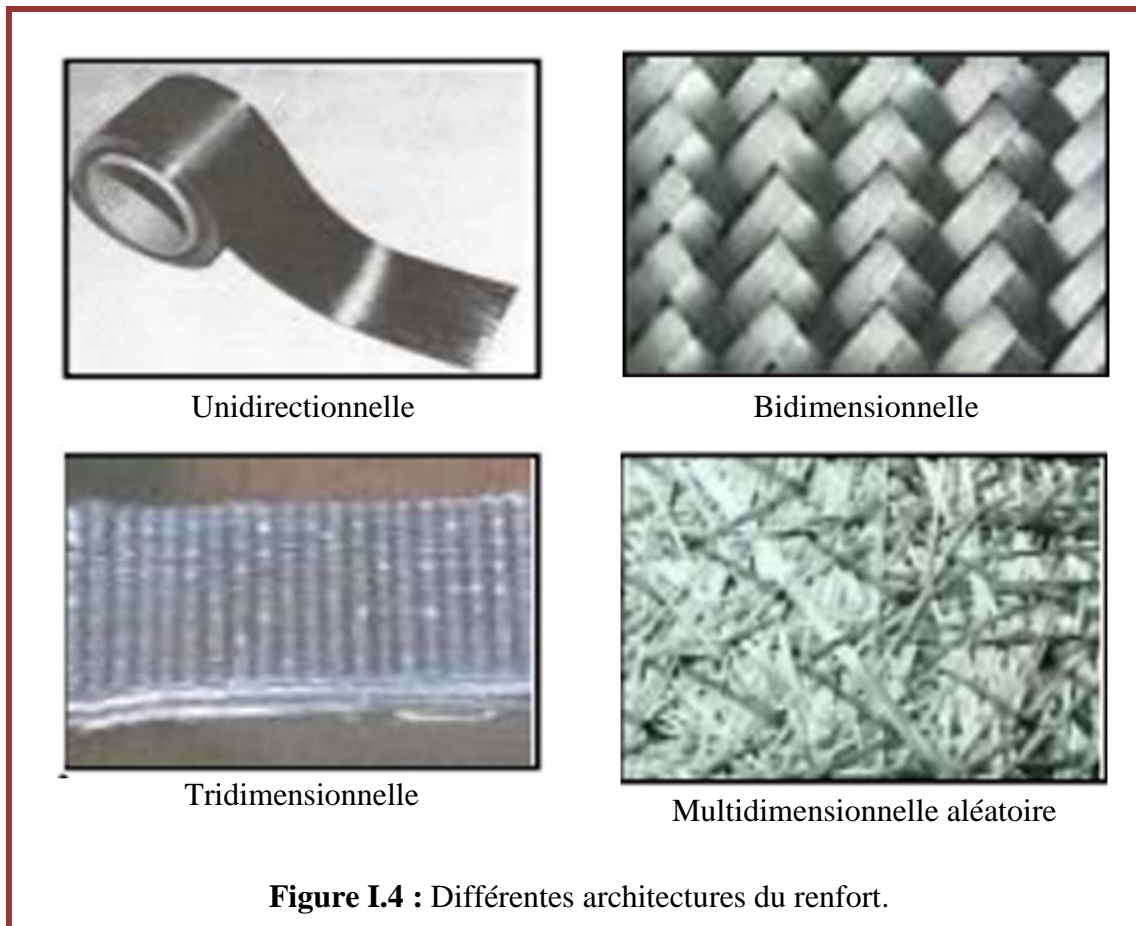 Unidirectionnelle
Bidimensionnelle
Tridimensionnelle
Multidimensionnelle aléatoire
Figure I.4 : Différentes architectures du renfort.